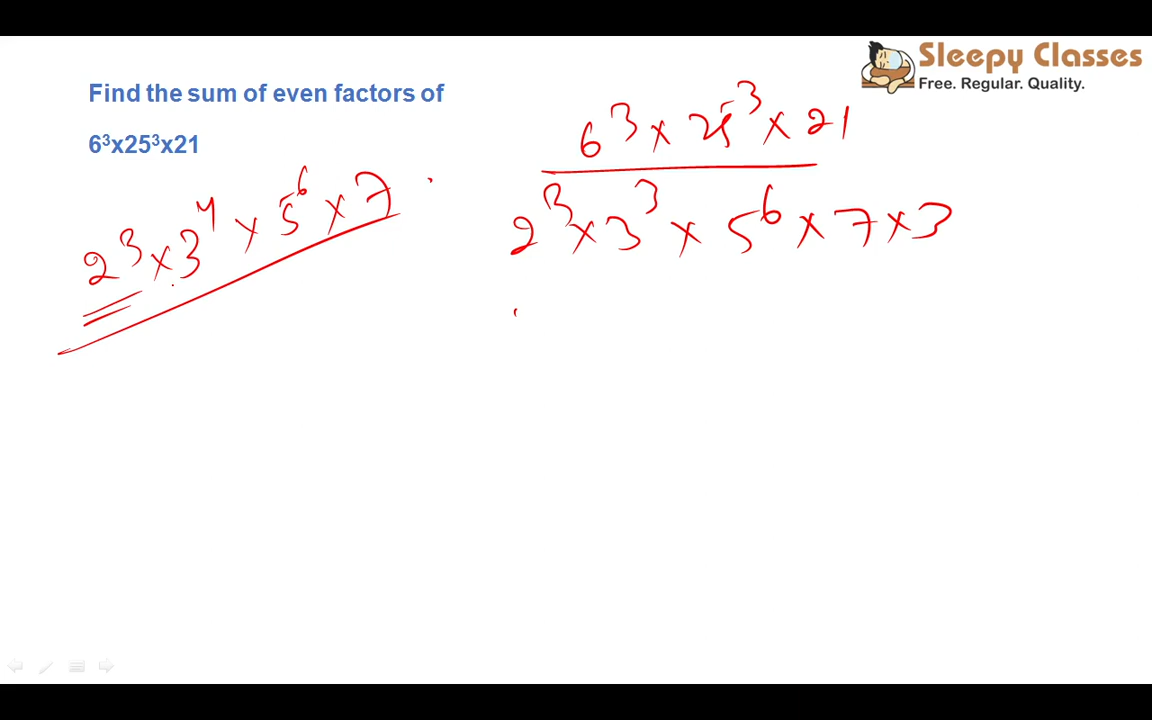 Sleepy Classes
Free. Regular. Quality.
Find the sum of even factors of
6³x25³x21
6³ x 25³ x 21
2³ x 3³ x 5⁶ x 7 x 3
2³ x 3⁴ x 5⁶ x 7